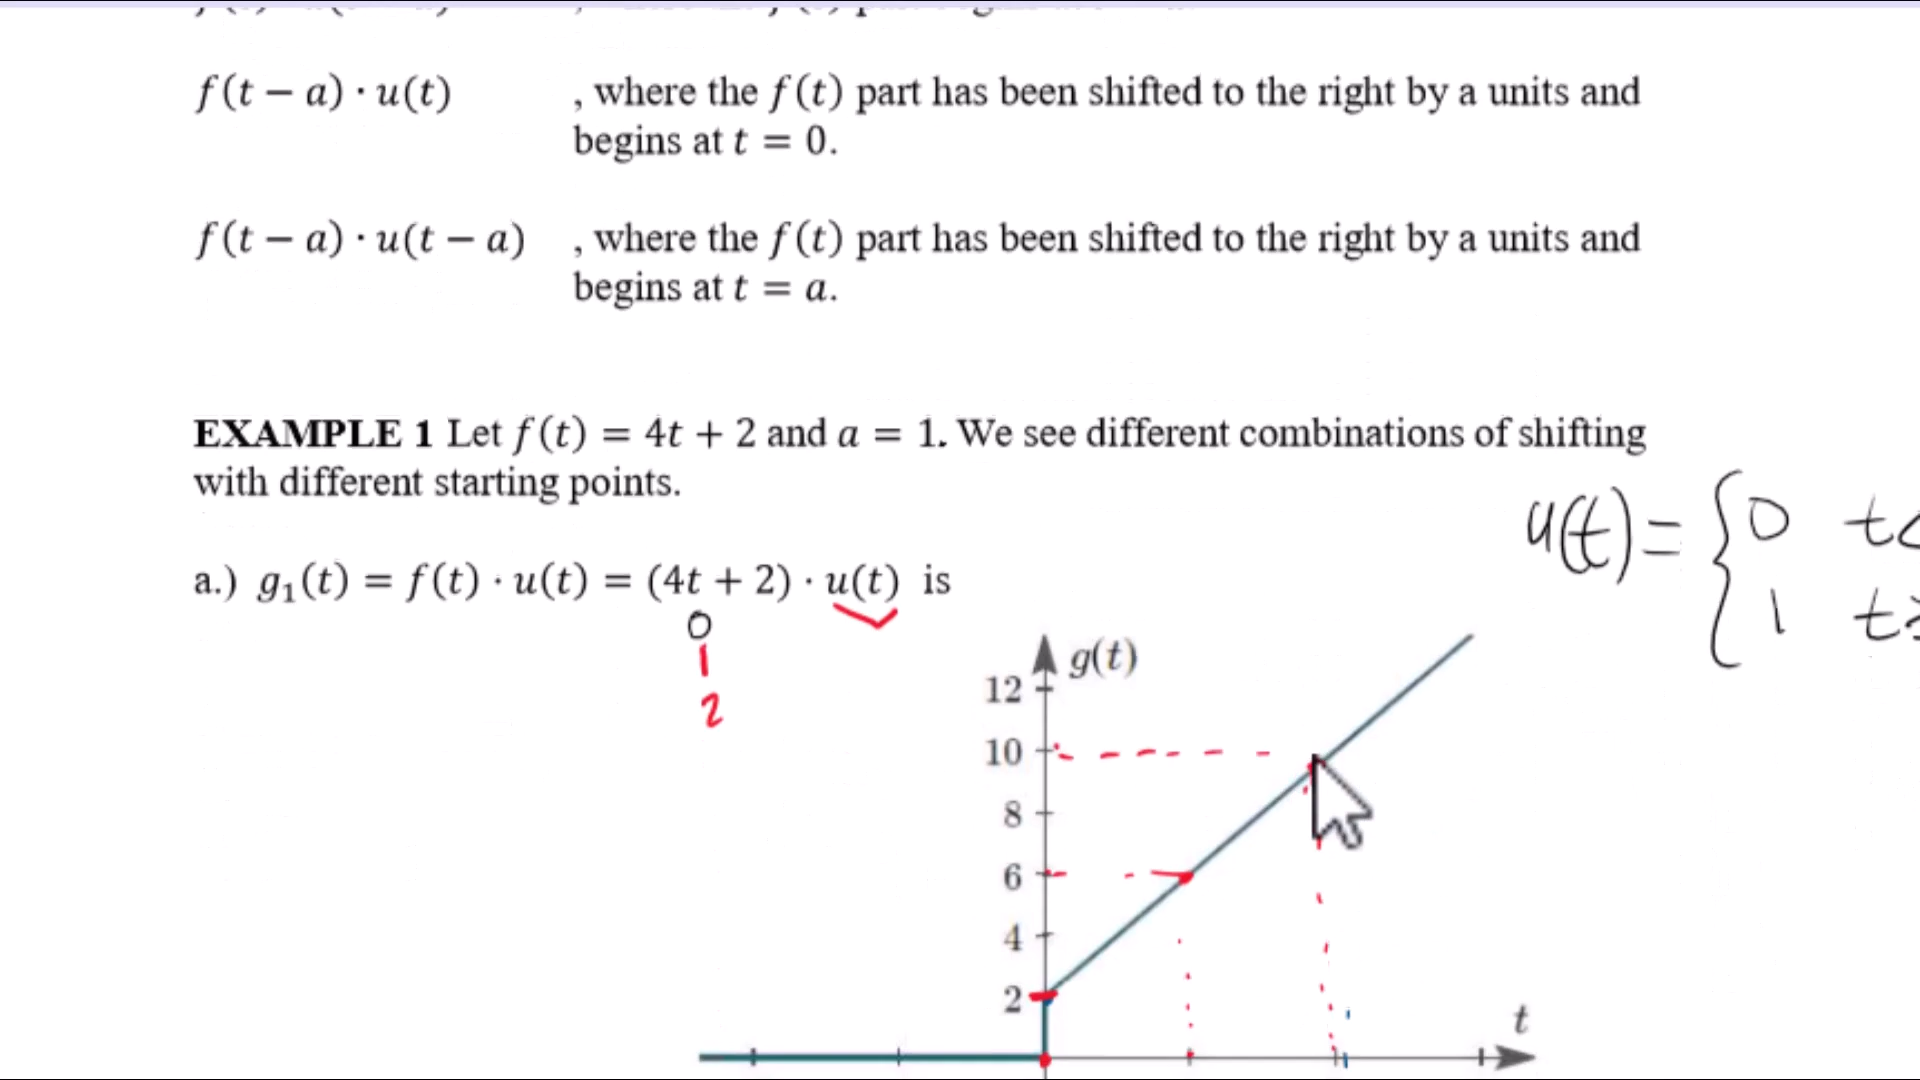 f(t − a) · u(t) , where the f(t) part has been shifted to the right by a units and
begins at t = 0.
f(t − a) · u(t − a) , where the f(t) part has been shifted to the right by a units and
begins at t = a.
EXAMPLE 1 Let f(t) = 4t + 2 and a = 1. We see different combinations of shifting
with different starting points.
u(t) = { 0 t<
1 t≥
a.) g₁(t) = f(t) · u(t) = (4t + 2) · u(t) is
0
1
2
g(t)
12
10
8
6
4
2
t